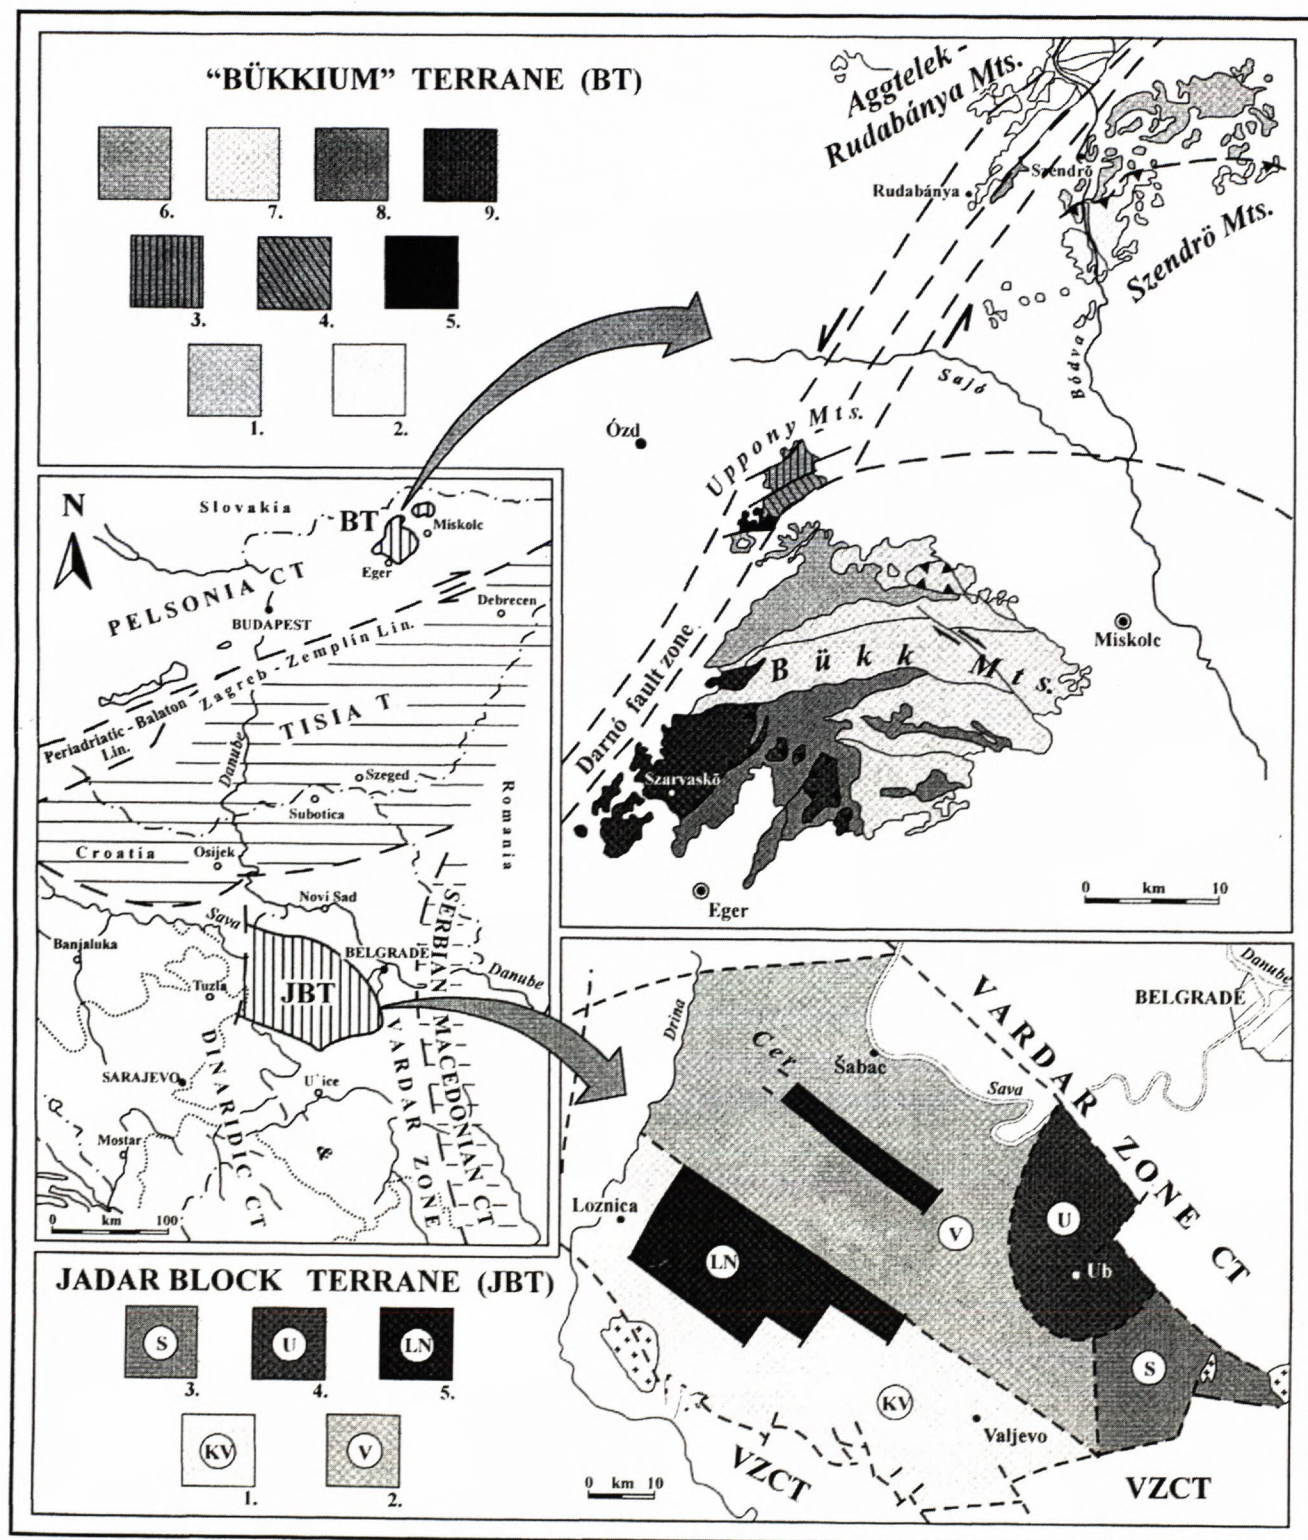 “BÜKKIUM” TERRANE (BT)
6. 7. 8. 9.
3. 4. 5.
1. 2.
Aggtelek -
Rudabánya Mts.
Szendrö
Rudabánya
Szendrö Mts.
Bódva
Sajó
Ózd
Uppony Mts.
Miskolc
Bükk Mts.
Darnó fault zone
Szarvaskő
Eger
0 km 10
N
Slovakia
BT
Miskolc
Eger
PELSONIA CT
Debrecen
BUDAPEST
Periadriatic - Balaton
Lin.
Zagreb - Zemplín Lin.
TISIA T
Danube
Szeged
Subotica
Romania
Croatia
Osijek
Novi Sad
Sava
Banjaluka
BELGRADE
Danube
Tuzla
JBT
SERBIAN MACEDONIAN CT
VARDAR ZONE
DINARIDIC CT
SARAJEVO
U`ice
Mostar
&
0 km 100
VARDAR ZONE CT
Danube
BELGRADE
Drina
Cer
Šabac
Sava
Loznica
V
U
Ub
LN
S
KV
Valjevo
VZCT
VZCT
0 km 10
JADAR BLOCK TERRANE (JBT)
S U LN
3. 4. 5.
KV V
1. 2.